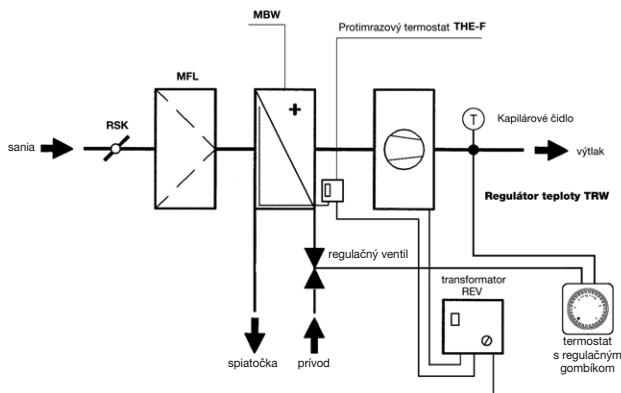 MBW
Protimrazový termostat THE-F
MFL
RSK
+
T
Kapilárové čidlo
sania
výtlak
Regulátor teploty TRW
regulačný ventil
transformator
REV
termostat
s regulačným
gombíkom
spiatočka
prívod